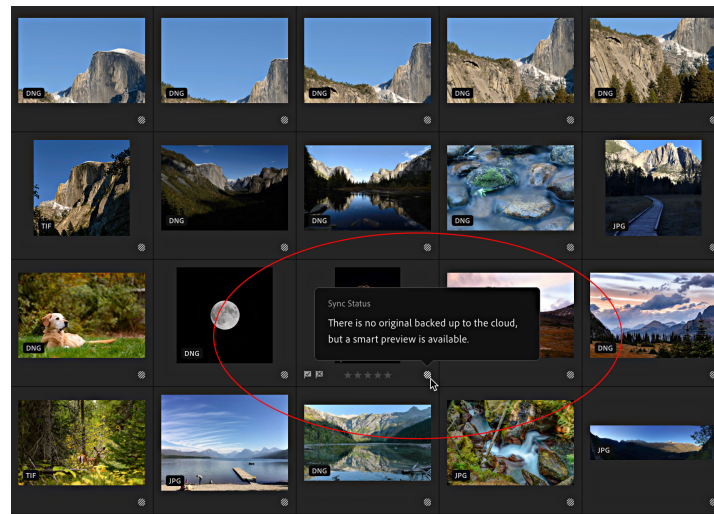 DNG DNG DNG DNG DNG
TIF DNG DNG DNG JPG
Sync Status
There is no original backed up to the cloud,
but a smart preview is available.
DNG DNG DNG
TIF JPG DNG JPG JPG